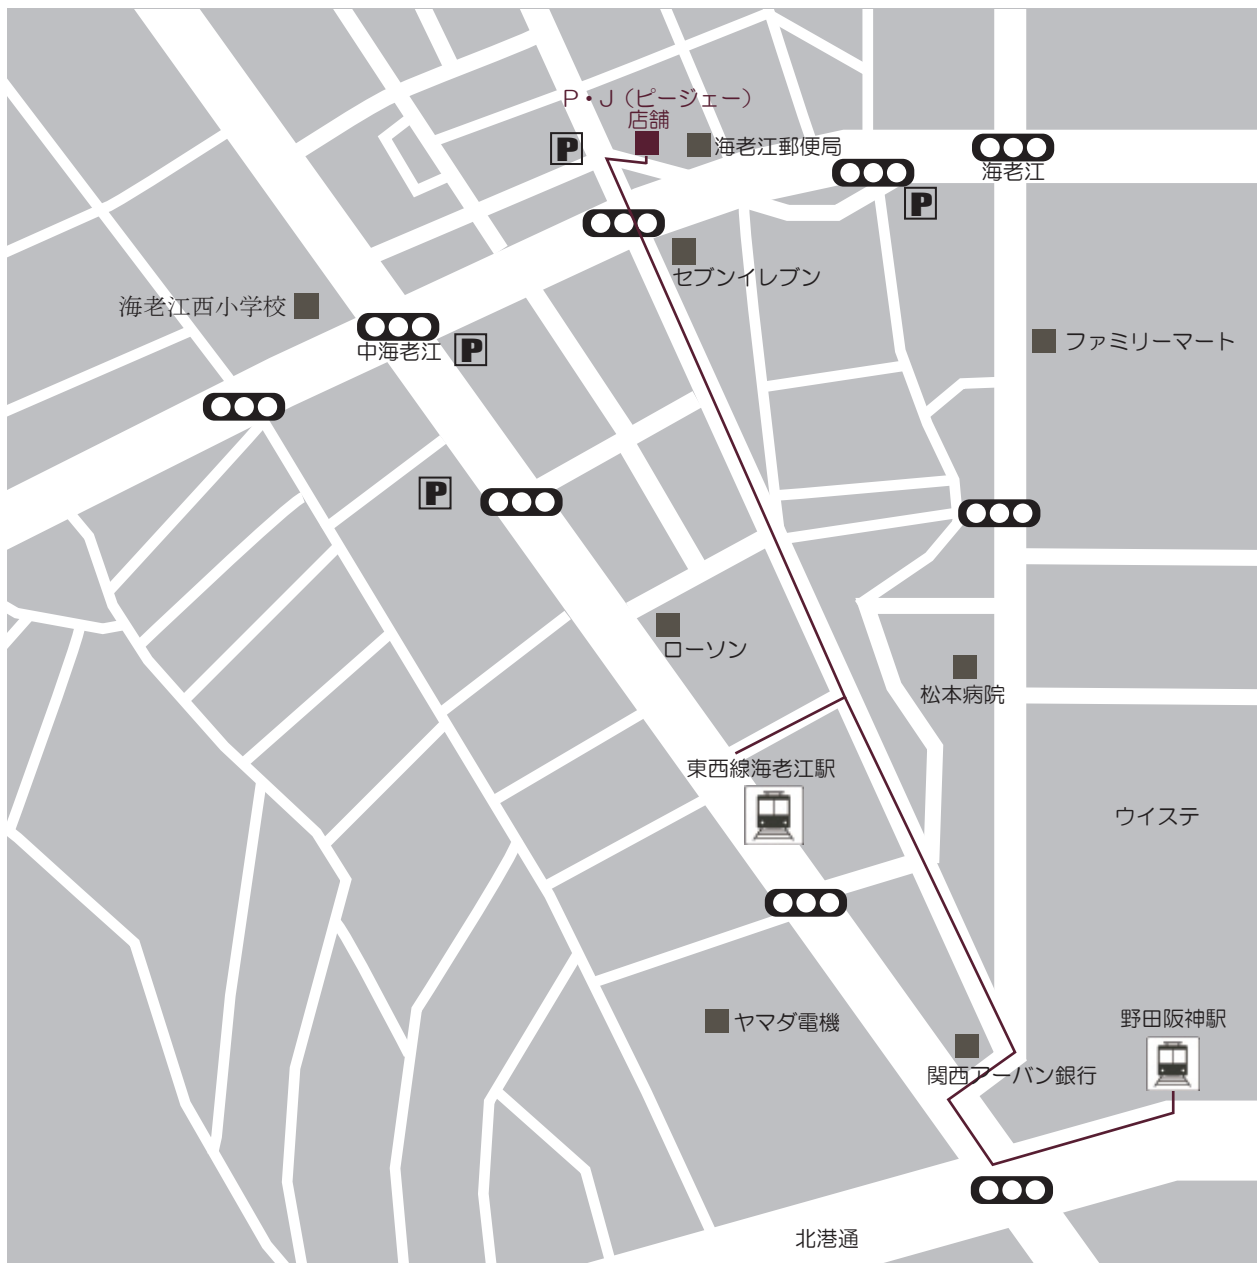 P・J（ピージェー）
店舗
P
海老江郵便局
海老江
P
セブンイレブン
海老江西小学校
中海老江
P
ファミリーマート
P
ローソン
松本病院
東西線海老江駅
ウイステ
ヤマダ電機
野田阪神駅
関西アーバン銀行
北港通